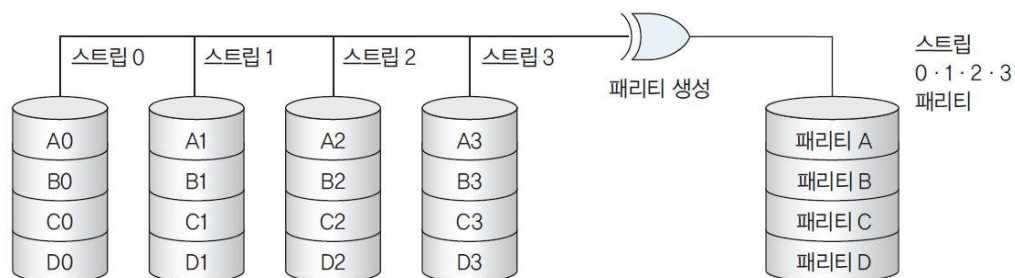 스트립 0
스트립 1
스트립 2
스트립 3
패리티 생성
스트립
0 · 1 · 2 · 3
패리티
A0
B0
C0
D0
A1
B1
C1
D1
A2
B2
C2
D2
A3
B3
C3
D3
패리티 A
패리티 B
패리티 C
패리티 D